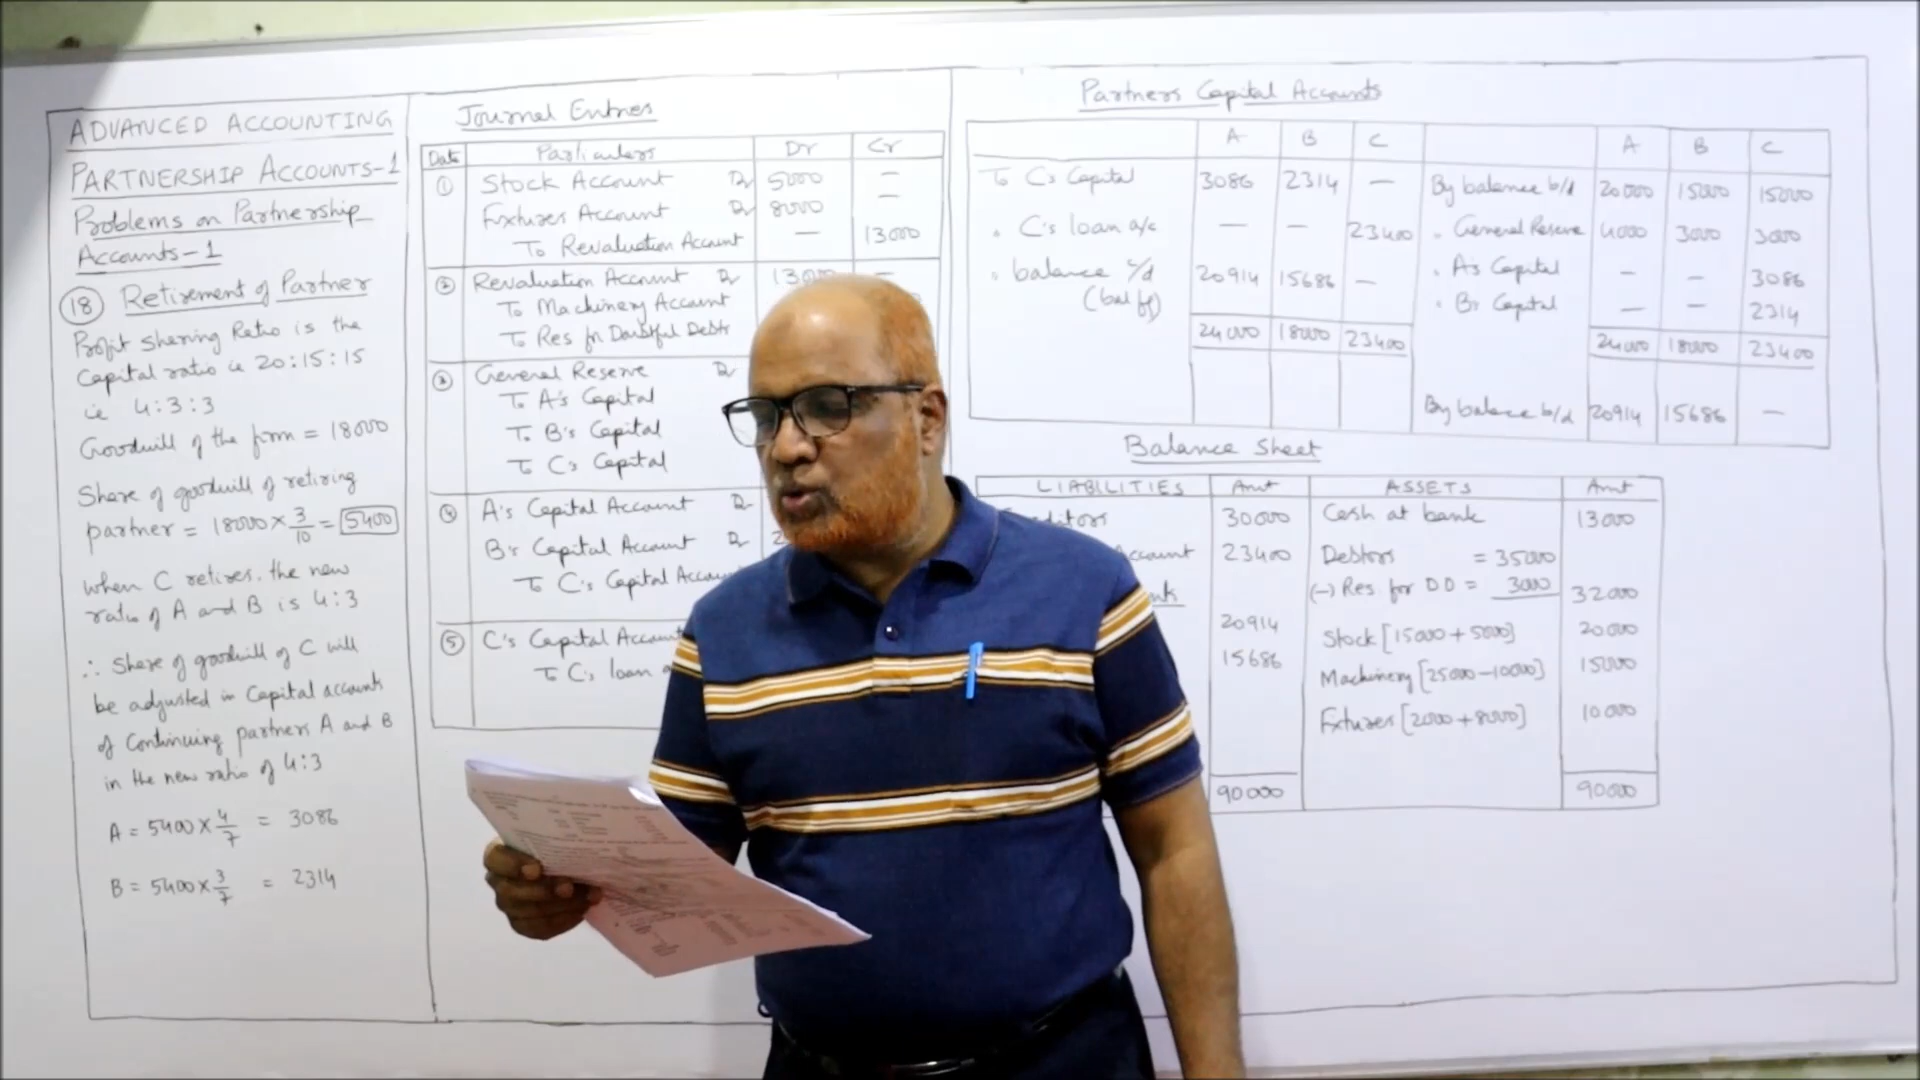 ADVANCED ACCOUNTING
PARTNERSHIP ACCOUNTS-1
Problems on Partnership
Accounts-1
18 Retirement of Partner
Profit sharing Ratio is the
Capital ratio ie 20:15:15
ie 4:3:3
Goodwill of the firm = 18000
Share of goodwill of retiring
partner = 18000 × 3/10 = 5400
when C retires. the new
ratio of A and B is 4:3
∴ Share of goodwill of C will
be adjusted in Capital accounts
of Continuing partners A and B
in the new ratio of 4:3
A = 5400 × 4/7 = 3086
B = 5400 × 3/7 = 2314
Journal Entries
Date Particulars Dr Cr
① Stock Account Dr 5000 —
Fixtures Account Dr 8000 —
To Revaluation Account — 13000
② Revaluation Account Dr —
To Machinery Account
To Res for Doubtful Debts
③ General Reserve Dr
To A's Capital
To B's Capital
To C's Capital
④ A's Capital Account Dr
B's Capital Account Dr
To C's Capital
⑤ C's Capital Account
To C's loan
Partners Capital Accounts
A B C A B C
To C's Capital 3086 2314 — By balance b/d 20000 15000 15000
" C's loan a/c — — 23400 " General Reserve 4000 3000 3000
" balance c/d 20914 15686 — " A's Capital — — 3086
(bal fg) " B's Capital — — 2314
24000 18000 23400 24000 18000 23400
By balance b/d 20914 15686 —
Balance Sheet
LIABILITIES Amt ASSETS Amt
30000 Cash at bank 13000
23400 Debtors = 35000
(-) Res for DD = 3000 32000
20914 Stock [15000+5000] 20000
15686 Machinery [25000-10000] 15000
Fixtures [2000+8000] 10000
90000 90000